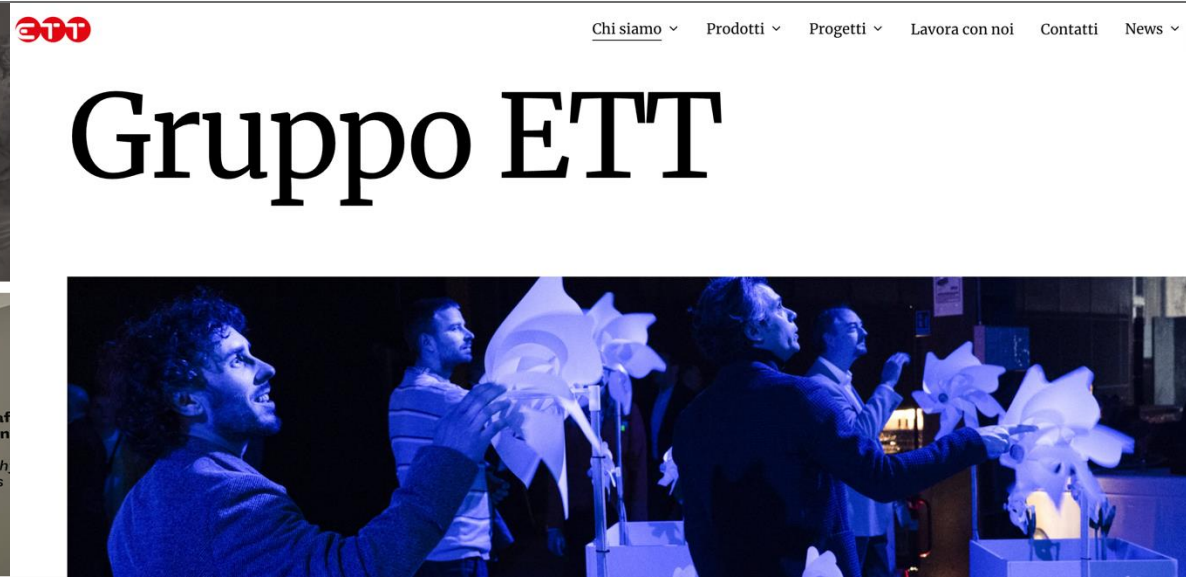 ETT
Chi siamo
Prodotti
Progetti
Lavora con noi
Contatti
News
Gruppo ETT